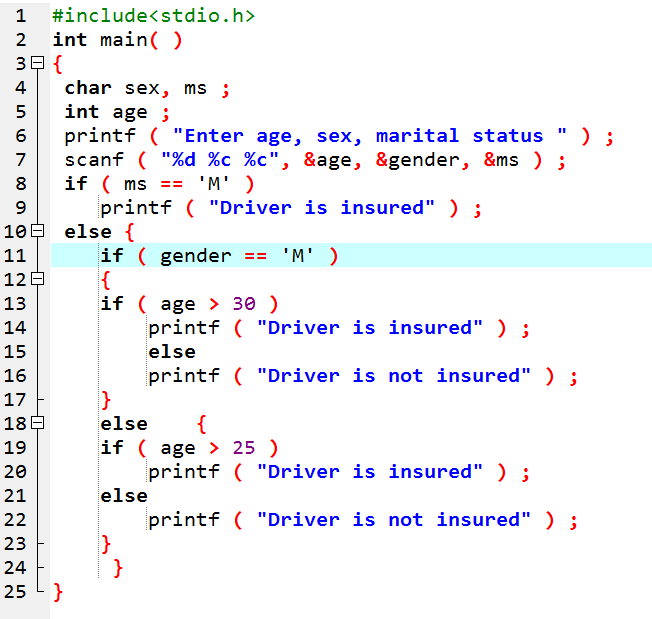 1 #include<stdio.h>
2 int main( )
3 {
4 char sex, ms ;
5 int age ;
6 printf ( "Enter age, sex, marital status " ) ;
7 scanf ( "%d %c %c", &age, &gender, &ms ) ;
8 if ( ms == 'M' )
9 printf ( "Driver is insured" ) ;
10 else {
11 if ( gender == 'M' )
12 {
13 if ( age > 30 )
14 printf ( "Driver is insured" ) ;
15 else
16 printf ( "Driver is not insured" ) ;
17 }
18 else {
19 if ( age > 25 )
20 printf ( "Driver is insured" ) ;
21 else
22 printf ( "Driver is not insured" ) ;
23 }
24 }
25 }